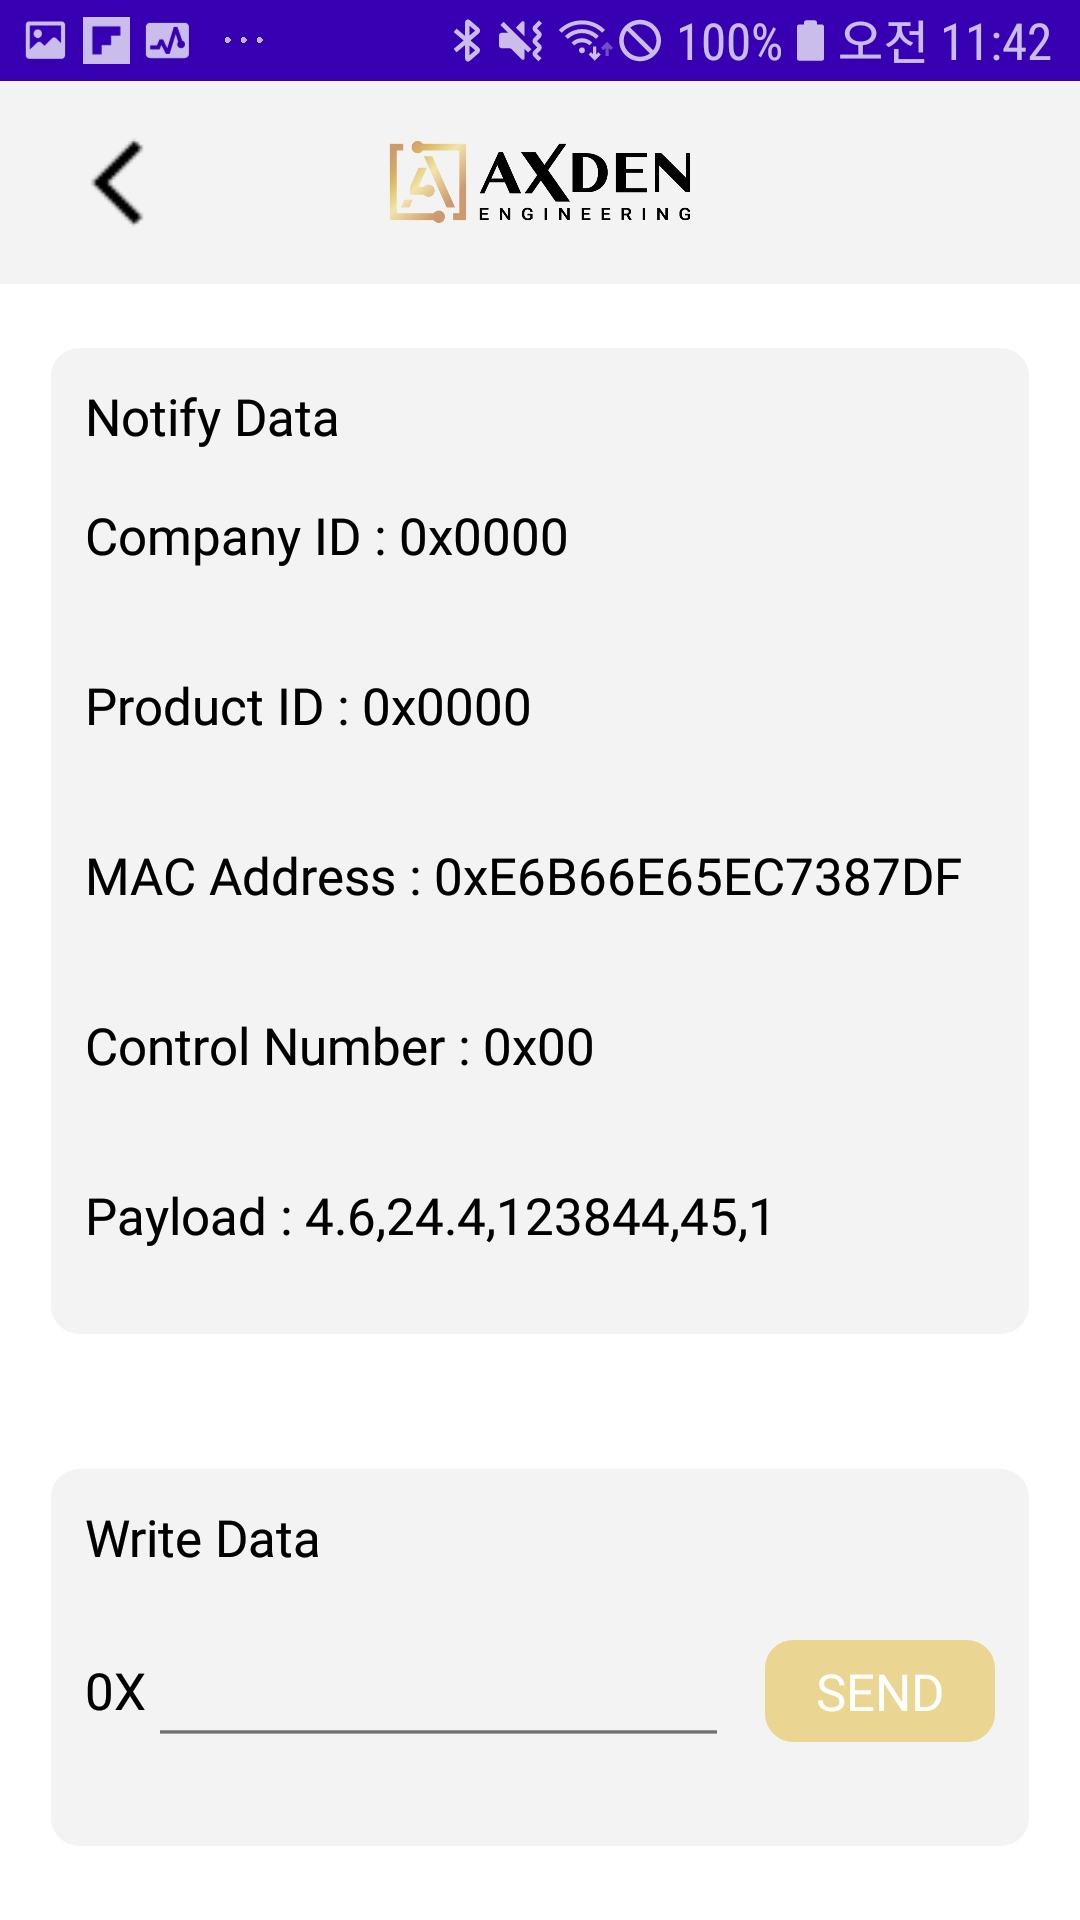 100% 오전 11:42
AXDEN
ENGINEERING
Notify Data
Company ID : 0x0000
Product ID : 0x0000
MAC Address : 0xE6B66E65EC7387DF
Control Number : 0x00
Payload : 4.6,24.4,123844,45,1
Write Data
0X
SEND